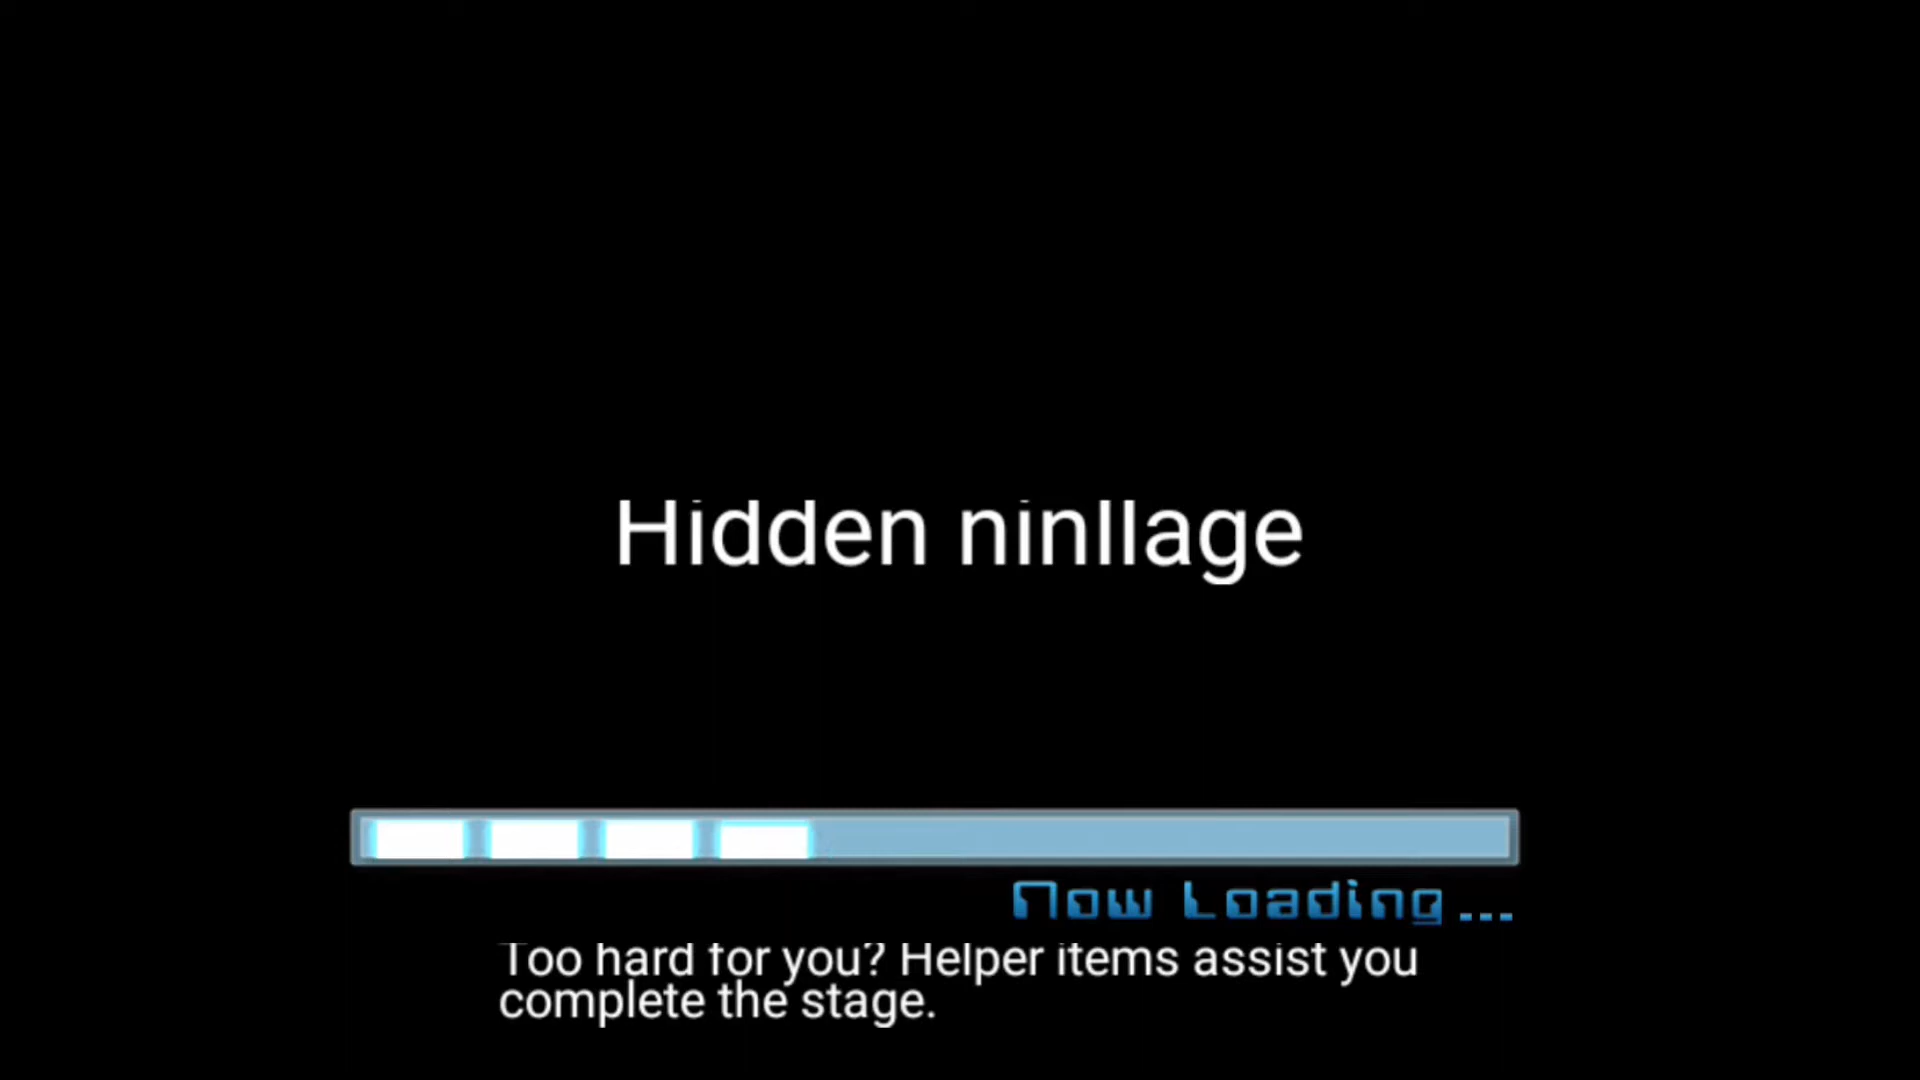 Hidden ninllage
Now Loading...
Too hard for you? Helper items assist you
complete the stage.